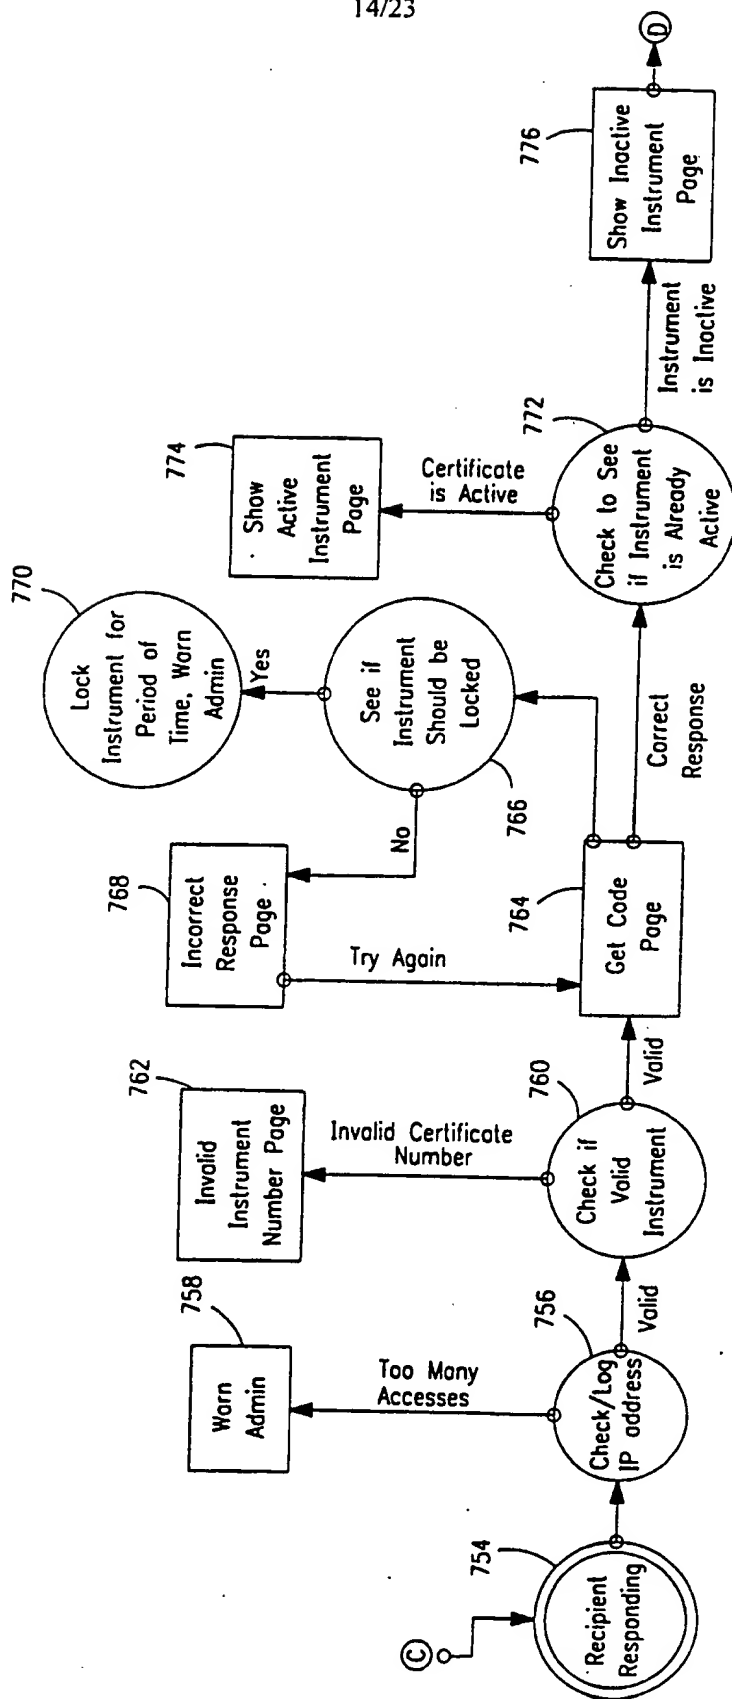 14/23
C
754
Recipient
Responding
756
Check/Log
IP address
Too Many
Accesses
758
Warn
Admin
Valid
760
Check if
Valid
Instrument
Invalid Certificate
Number
762
Invalid
Instrument
Number Page
Valid
764
Get Code
Page
Try Again
768
Incorrect
Response
Page
No
766
See if
Instrument
Should be
Locked
Yes
770
Lock
Instrument for
Period of
Time, Warn
Admin
Correct
Response
772
Check to See
if Instrument
is Already
Active
Certificate
is Active
774
Show
Active
Instrument
Page
Instrument
is Inactive
776
Show Inactive
Instrument
Page
D